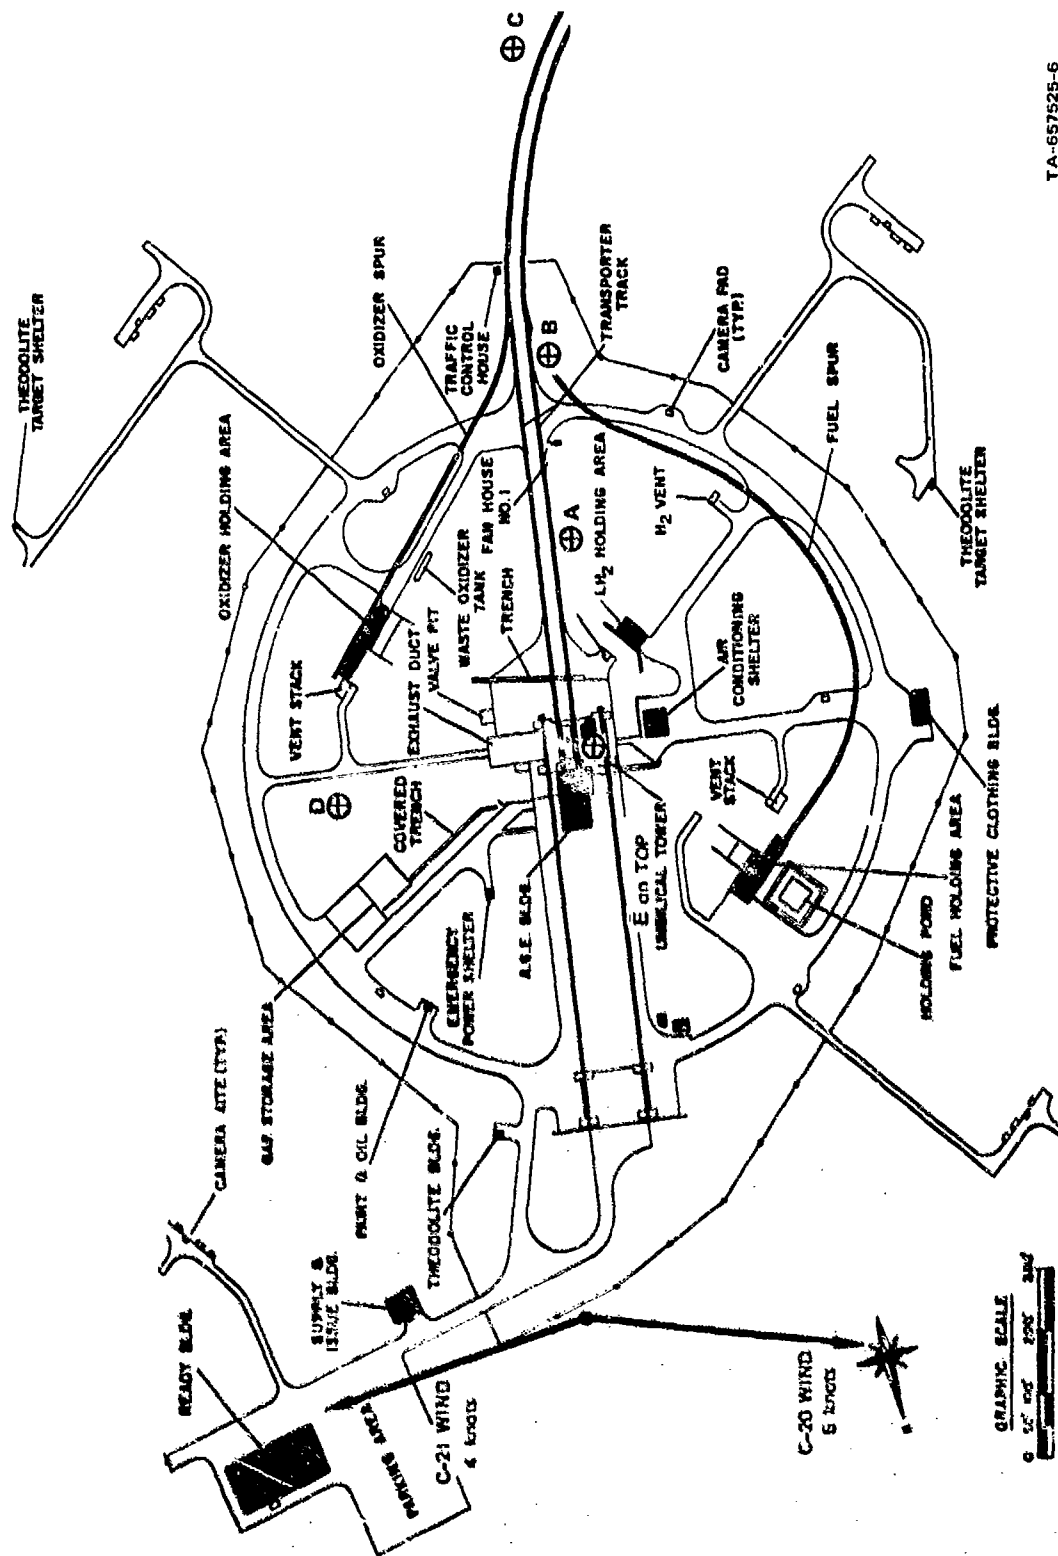 THEODOLITE
TARGET SHELTER
OXIDIZER HOLDING AREA
OXIDIZER SPUR
C
TRAFFIC
CONTROL
HOUSE
B
TRANSPORTER
TRACK
CAMERA PAD
(TYP.)
FUEL SPUR
THEODOLITE
TARGET SHELTER
VENT STACK
EXHAUST DUCT
VALVE PIT
WASTE OXIDIZER
TANK
FAN HOUSE
NO. 1
TRENCH
A
LH2 HOLDING AREA
H2 VENT
AIR
CONDITIONING
SHELTER
D
COVERED
TRENCH
VENT
STACK
E on TOP
UMBILICAL TOWER
A.G.E. BLDG.
EMERGENCY
POWER SHELTER
GAS STORAGE AREA
HOLDING POND
FUEL HOLDING AREA
PROTECTIVE CLOTHING BLDG.
CAMERA SITE (TYP.)
OIL BLDG.
THEODOLITE BLDG.
SUPPLY &
ISSUE BLDG.
READY BLDG.
PARKING AREA
C-21 WIND
4 knots
C-20 WIND
5 knots
GRAPHIC SCALE
TA-657525-6